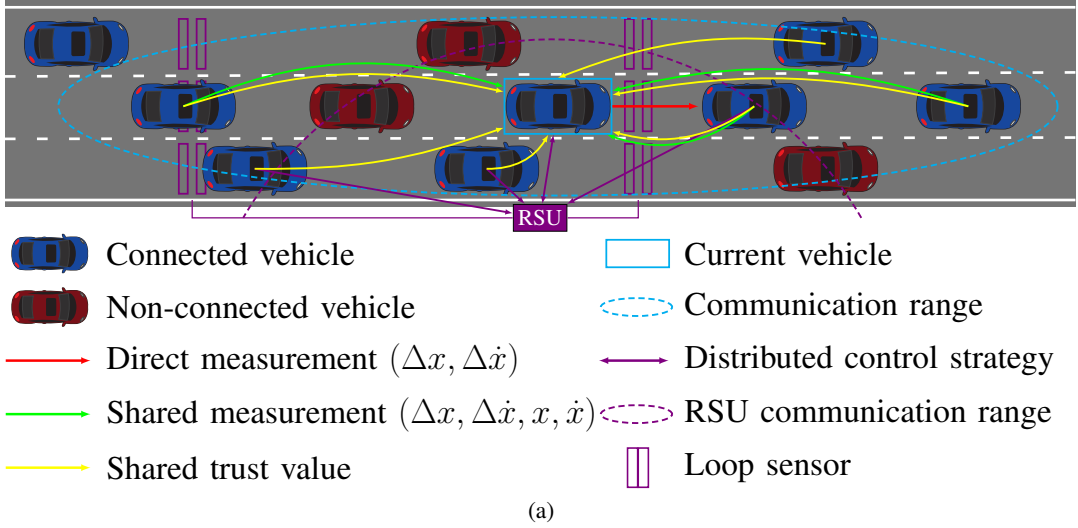 RSU
Connected vehicle
Current vehicle
Non-connected vehicle
Communication range
Direct measurement (Δx, Δẋ)
Distributed control strategy
Shared measurement (Δx, Δẋ, x, ẋ)
RSU communication range
Shared trust value
Loop sensor
(a)